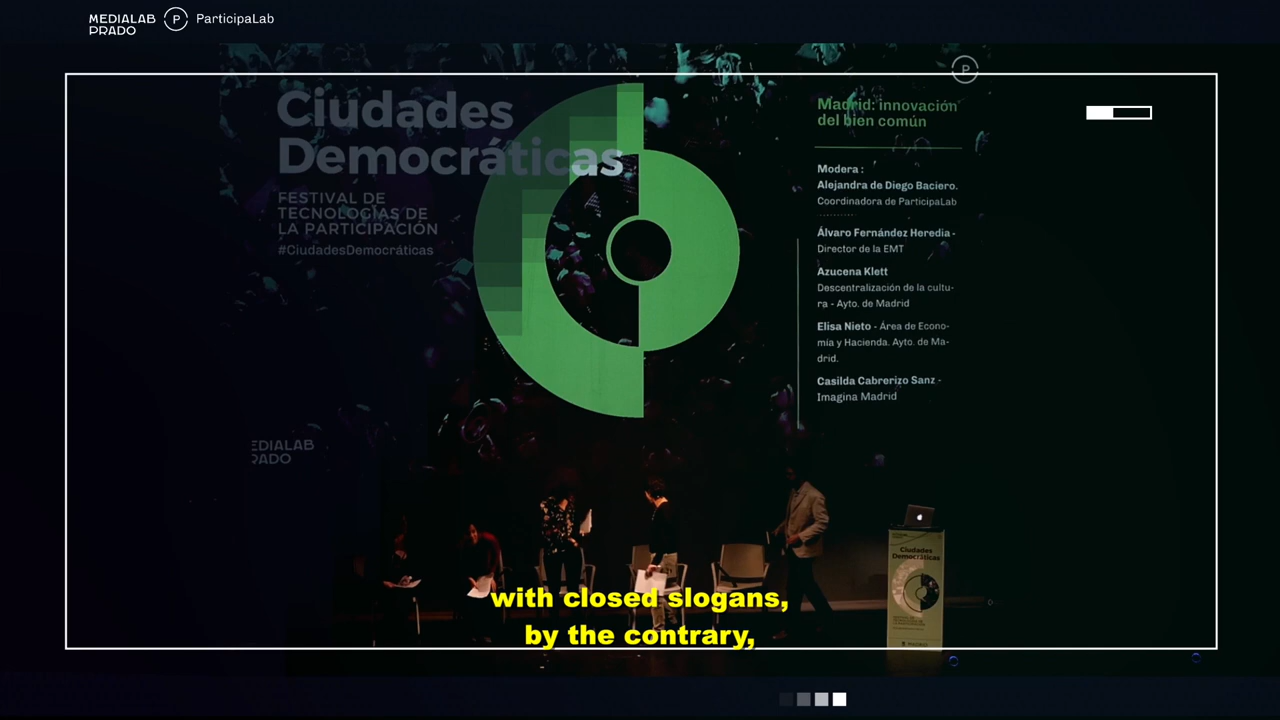 MEDIALAB
PRADO
P
ParticipaLab
P
Ciudades
Democráticas
FESTIVAL DE
TECNOLOGÍAS DE
LA PARTICIPACIÓN
#CiudadesDemocráticas
Madrid: innovación
del bien común
Modera :
Alejandra de Diego Baciero.
Coordinadora de ParticipaLab
Álvaro Fernández Heredia -
Director de la EMT
Azucena Klett
Descentralización de la cultu-
ra - Ayto. de Madrid
Elisa Nieto - Área de Econo-
mía y Hacienda. Ayto. de Ma-
drid.
Casilda Cabrerizo Sanz -
Imagina Madrid
EDIALAB
RADO
Ciudades
Democráticas
with closed slogans,
by the contrary,